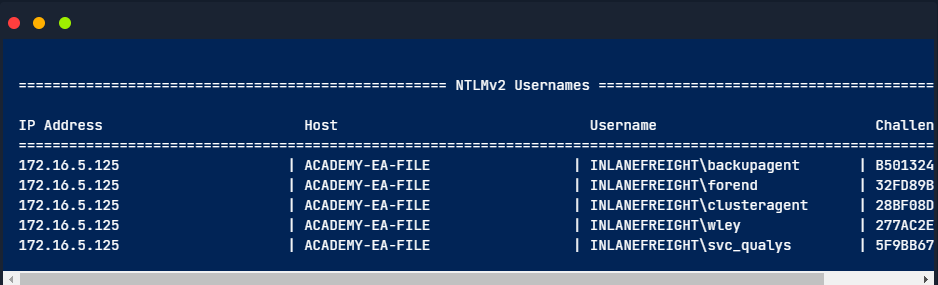 ================================================== NTLMv2 Usernames ========================================
IP Address Host Username Challen
=============================================================================================================
172.16.5.125 | ACADEMY-EA-FILE | INLANEFREIGHT\backupagent | B501324
172.16.5.125 | ACADEMY-EA-FILE | INLANEFREIGHT\forend | 32FD89B
172.16.5.125 | ACADEMY-EA-FILE | INLANEFREIGHT\clusteragent | 28BF08D
172.16.5.125 | ACADEMY-EA-FILE | INLANEFREIGHT\wley | 277AC2E
172.16.5.125 | ACADEMY-EA-FILE | INLANEFREIGHT\svc_qualys | 5F9BB67